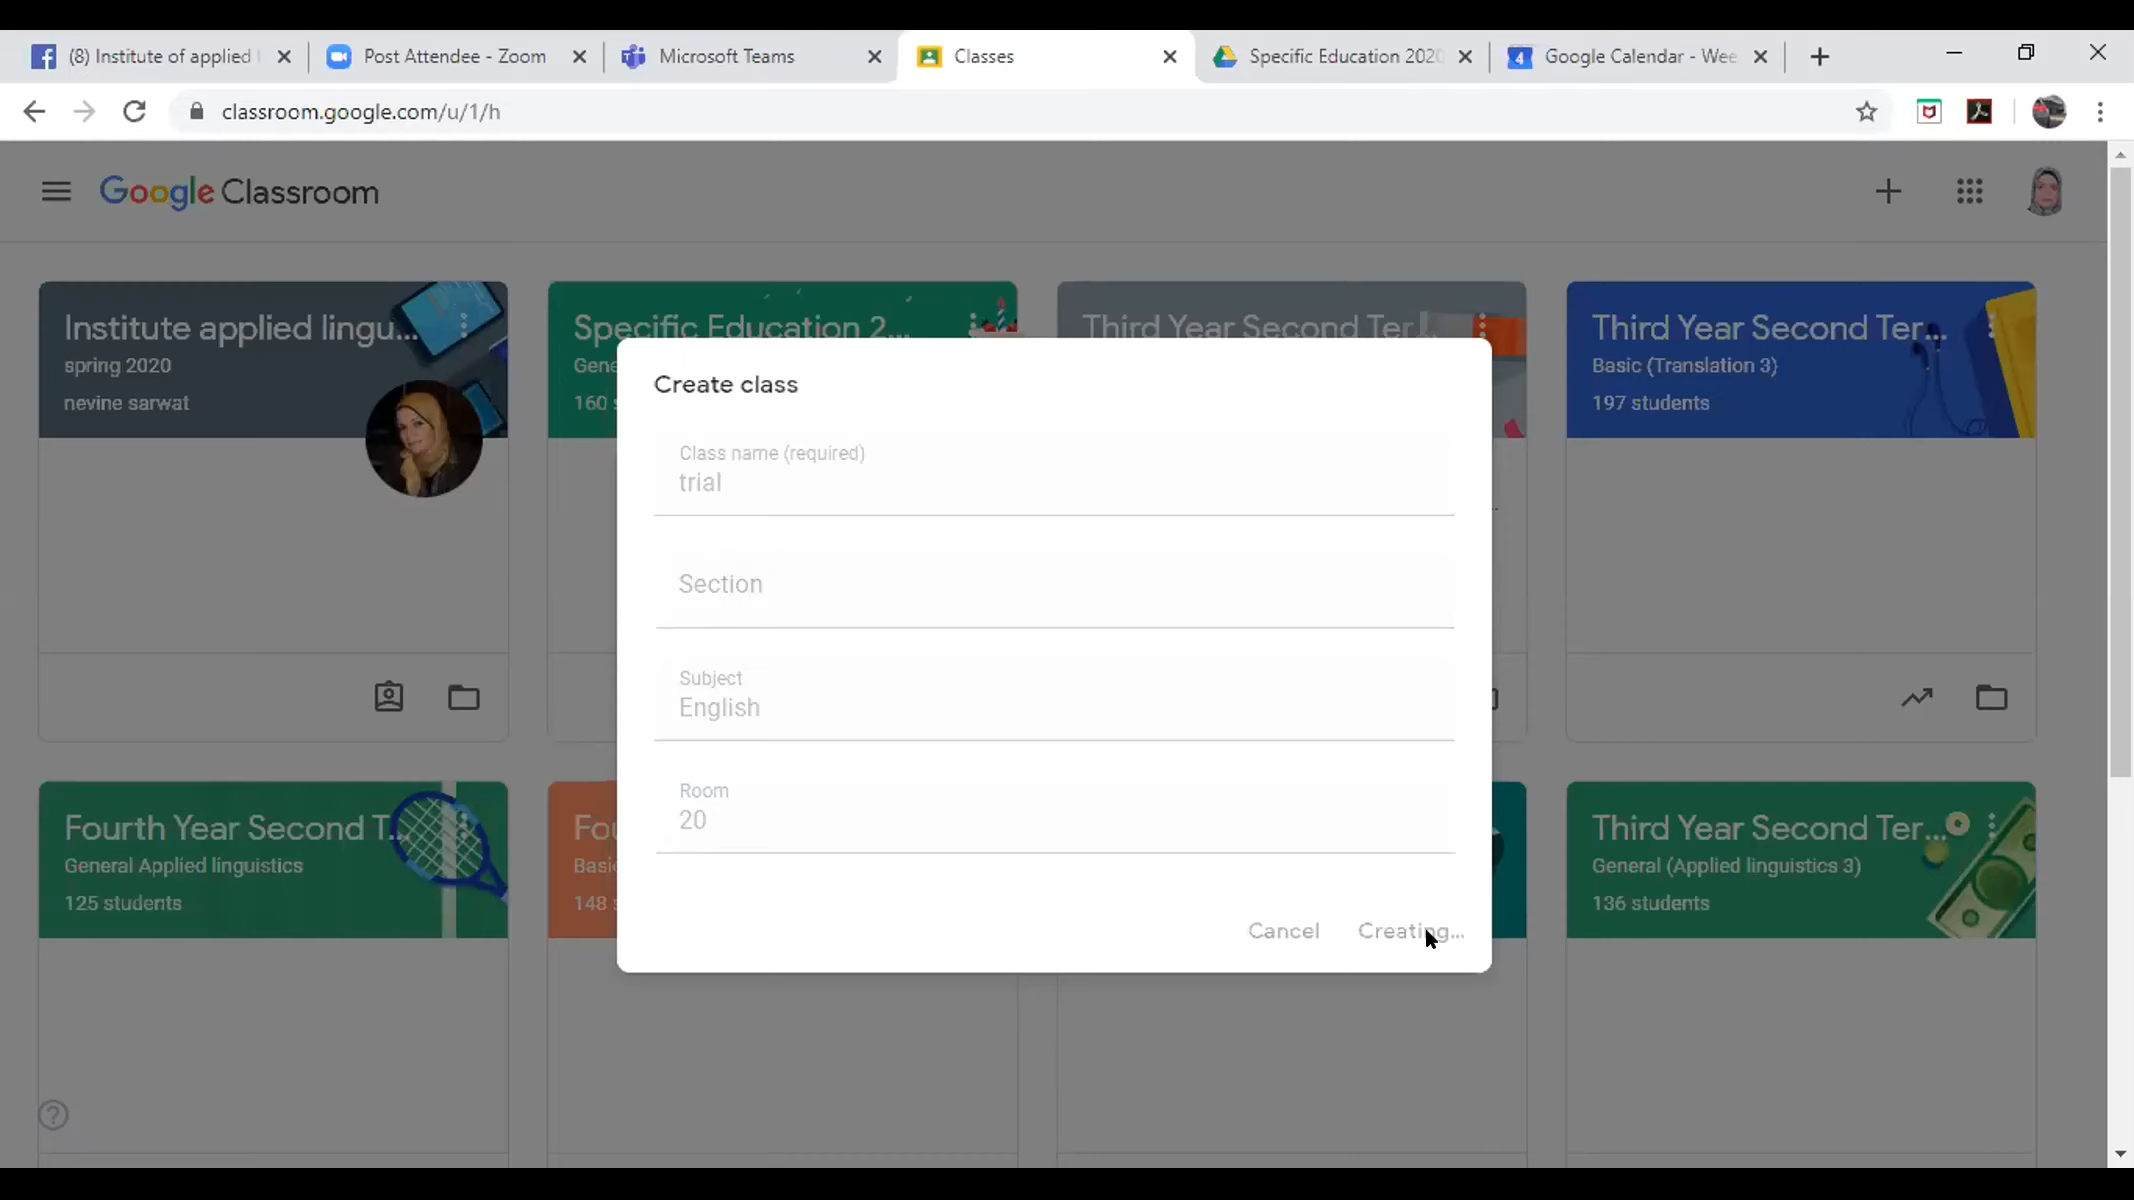 (8) Institute of applied
Post Attendee - Zoom
Microsoft Teams
Classes
Specific Education 2020
4
Google Calendar - Wee
classroom.google.com/u/1/h
Google Classroom
Institute applied lingu...
spring 2020
nevine sarwat
Specific Education 2...
Gene
160 s
Third Year Second Ter...
Third Year Second Ter...
Basic (Translation 3)
197 students
Create class
Class name (required)
trial
Section
Subject
English
Room
20
Cancel
Creating...
Fourth Year Second T...
General Applied linguistics
125 students
Fou
Basic
148 s
Third Year Second Ter...
General (Applied linguistics 3)
136 students